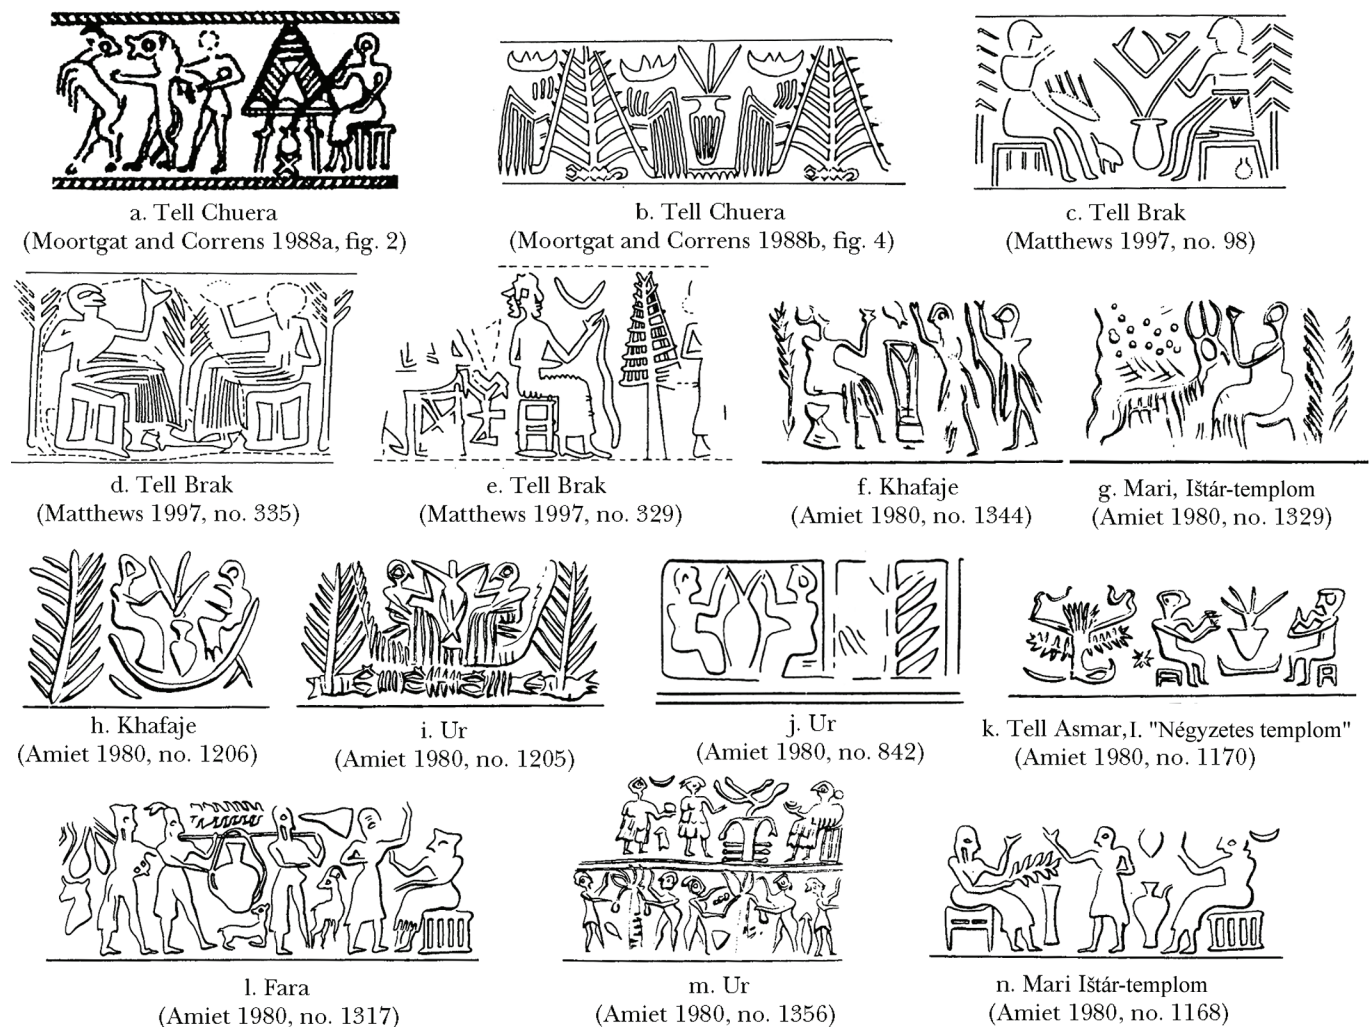 a. Tell Chuera
(Moortgat and Correns 1988a, fig. 2)
b. Tell Chuera
(Moortgat and Correns 1988b, fig. 4)
c. Tell Brak
(Matthews 1997, no. 98)
d. Tell Brak
(Matthews 1997, no. 335)
e. Tell Brak
(Matthews 1997, no. 329)
f. Khafaje
(Amiet 1980, no. 1344)
g. Mari, Ištár-templom
(Amiet 1980, no. 1329)
h. Khafaje
(Amiet 1980, no. 1206)
i. Ur
(Amiet 1980, no. 1205)
j. Ur
(Amiet 1980, no. 842)
k. Tell Asmar,I. "Négyzetes templom"
(Amiet 1980, no. 1170)
l. Fara
(Amiet 1980, no. 1317)
m. Ur
(Amiet 1980, no. 1356)
n. Mari Ištár-templom
(Amiet 1980, no. 1168)